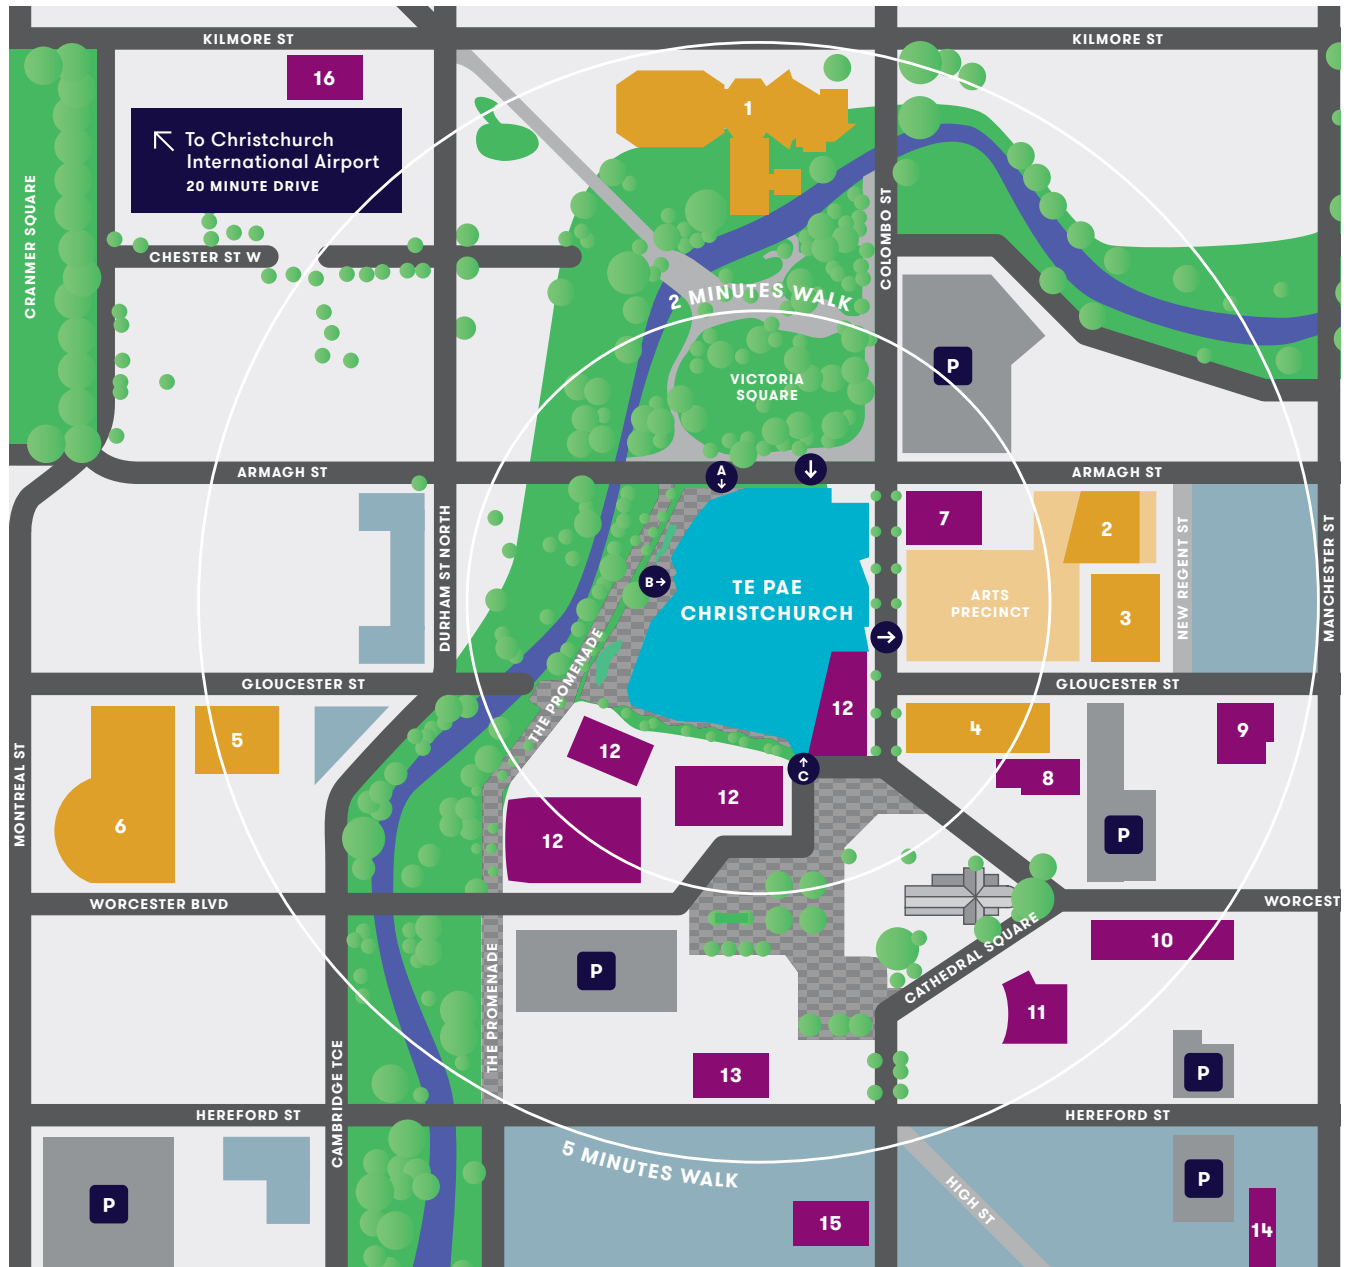 KILMORE ST
KILMORE ST
16
1
To Christchurch
International Airport
20 MINUTE DRIVE
CRANMER SQUARE
CHESTER ST W
COLOMBO ST
2 MINUTES WALK
P
VICTORIA
SQUARE
ARMAGH ST
A
ARMAGH ST
DURHAM ST NORTH
7
2
NEW REGENT ST
MANCHESTER ST
B
TE PAE
CHRISTCHURCH
ARTS
PRECINCT
3
THE PROMENADE
GLOUCESTER ST
GLOUCESTER ST
MONTREAL ST
5
12
12
4
9
6
12
12
C
8
P
WORCESTER BLVD
WORCEST
P
THE PROMENADE
CATHEDRAL SQUARE
10
11
13
P
CAMBRIDGE TCE
HEREFORD ST
HEREFORD ST
5 MINUTES WALK
P
HIGH ST
P
15
14